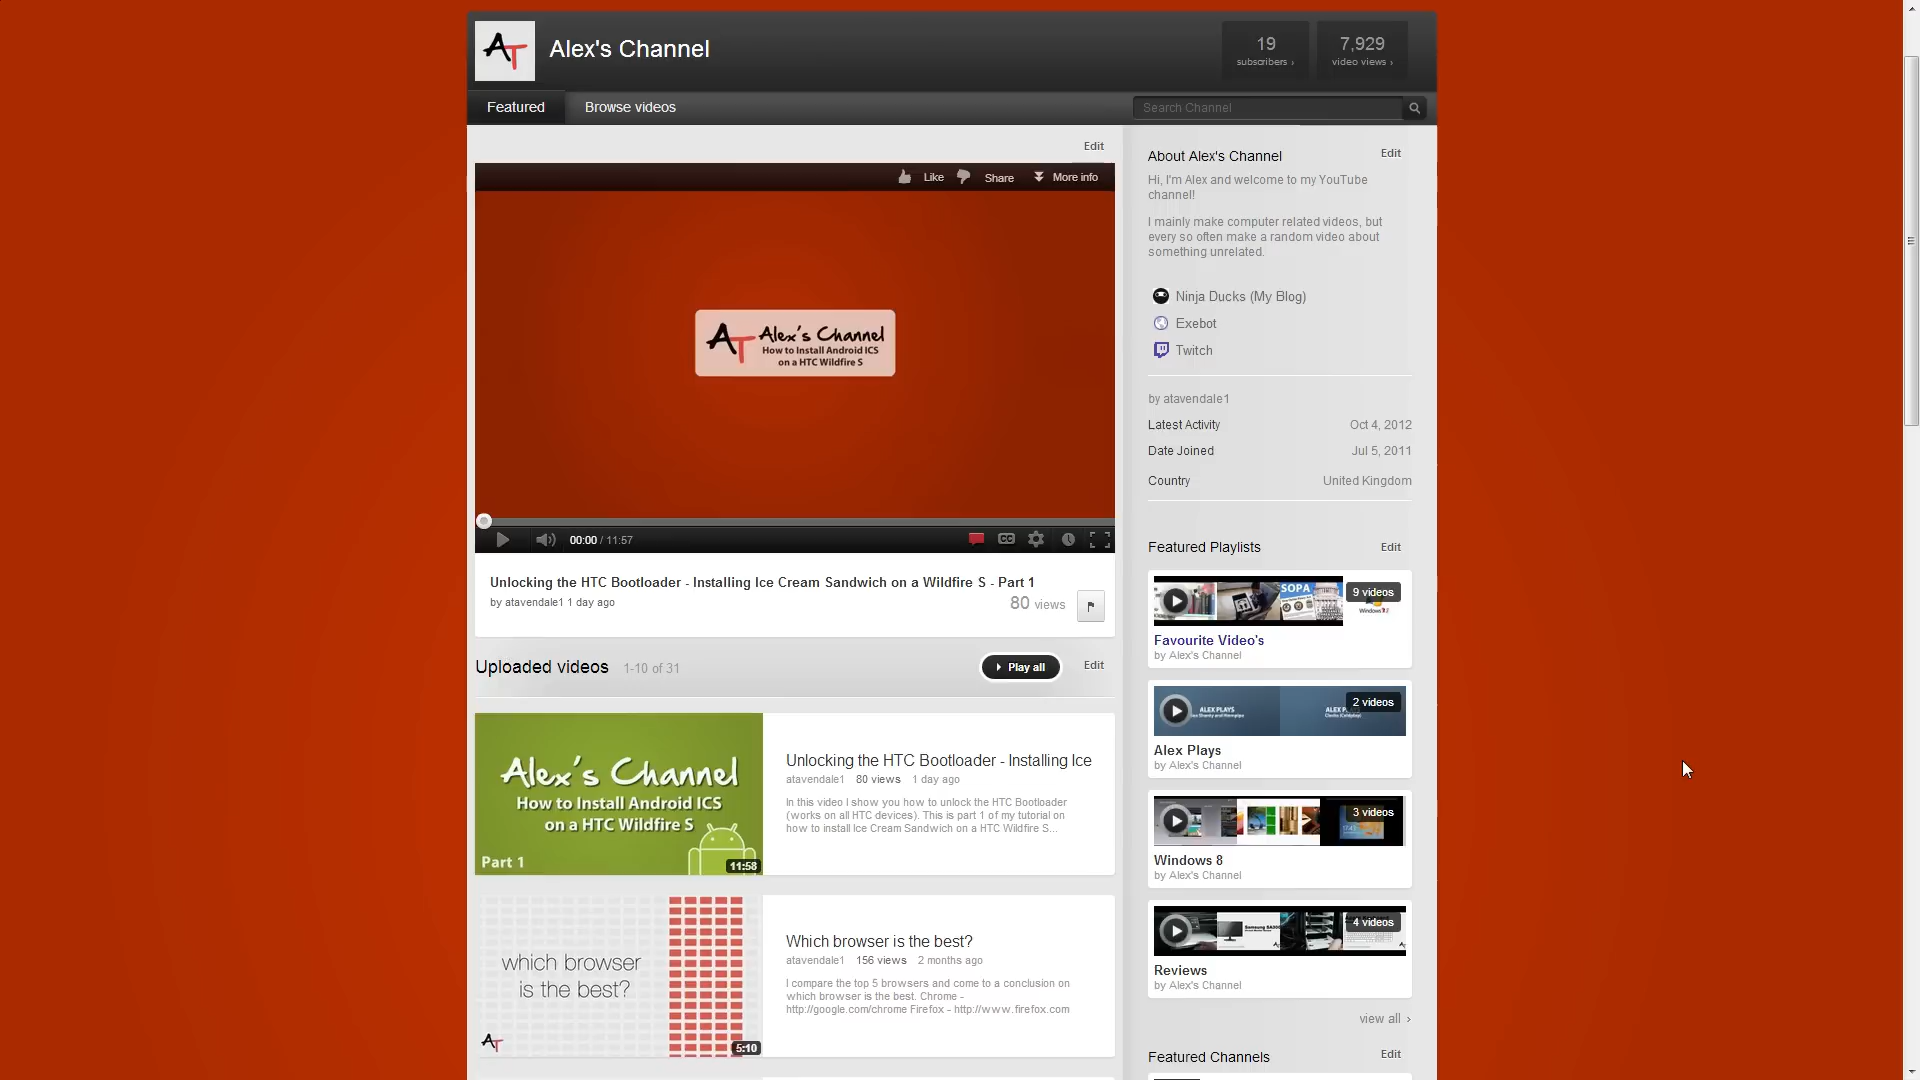 AT
Alex's Channel
19
subscribers ›
7,929
video views ›
Featured
Browse videos
Search Channel
Edit
Like
Share
More info
AT Alex's Channel
How to Install Android ICS
on a HTC Wildfire S
00:00 / 11:57
CC
Unlocking the HTC Bootloader - Installing Ice Cream Sandwich on a Wildfire S - Part 1
by atavendale1 1 day ago
80 views
Uploaded videos 1-10 of 31
Play all
Edit
Alex's Channel
How to Install Android ICS
on a HTC Wildfire S
Part 1
11:58
Unlocking the HTC Bootloader - Installing Ice
atavendale1 80 views 1 day ago
In this video I show you how to unlock the HTC Bootloader
(works on all HTC devices). This is part 1 of my tutorial on
how to install Ice Cream Sandwich on a HTC Wildfire S...
which browser
is the best?
AT
5:10
Which browser is the best?
atavendale1 156 views 2 months ago
I compare the top 5 browsers and come to a conclusion on
which browser is the best. Chrome -
http://google.com/chrome Firefox - http://www.firefox.com
About Alex's Channel
Edit
Hi, I'm Alex and welcome to my YouTube
channel!
I mainly make computer related videos, but
every so often make a random video about
something unrelated.
Ninja Ducks (My Blog)
Exebot
Twitch
by atavendale1
Latest Activity Oct 4, 2012
Date Joined Jul 5, 2011
Country United Kingdom
Featured Playlists
Edit
SOPA
9 videos
Favourite Video's
by Alex's Channel
ALEX PLAYS
2 videos
Alex Plays
by Alex's Channel
3 videos
Windows 8
by Alex's Channel
4 videos
Reviews
by Alex's Channel
view all ›
Featured Channels
Edit